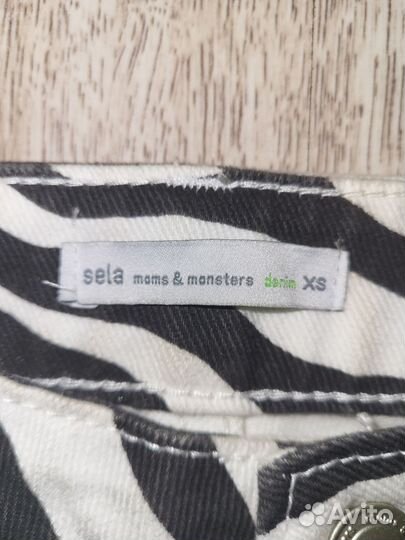 sela moms & monsters denim XS
Avito